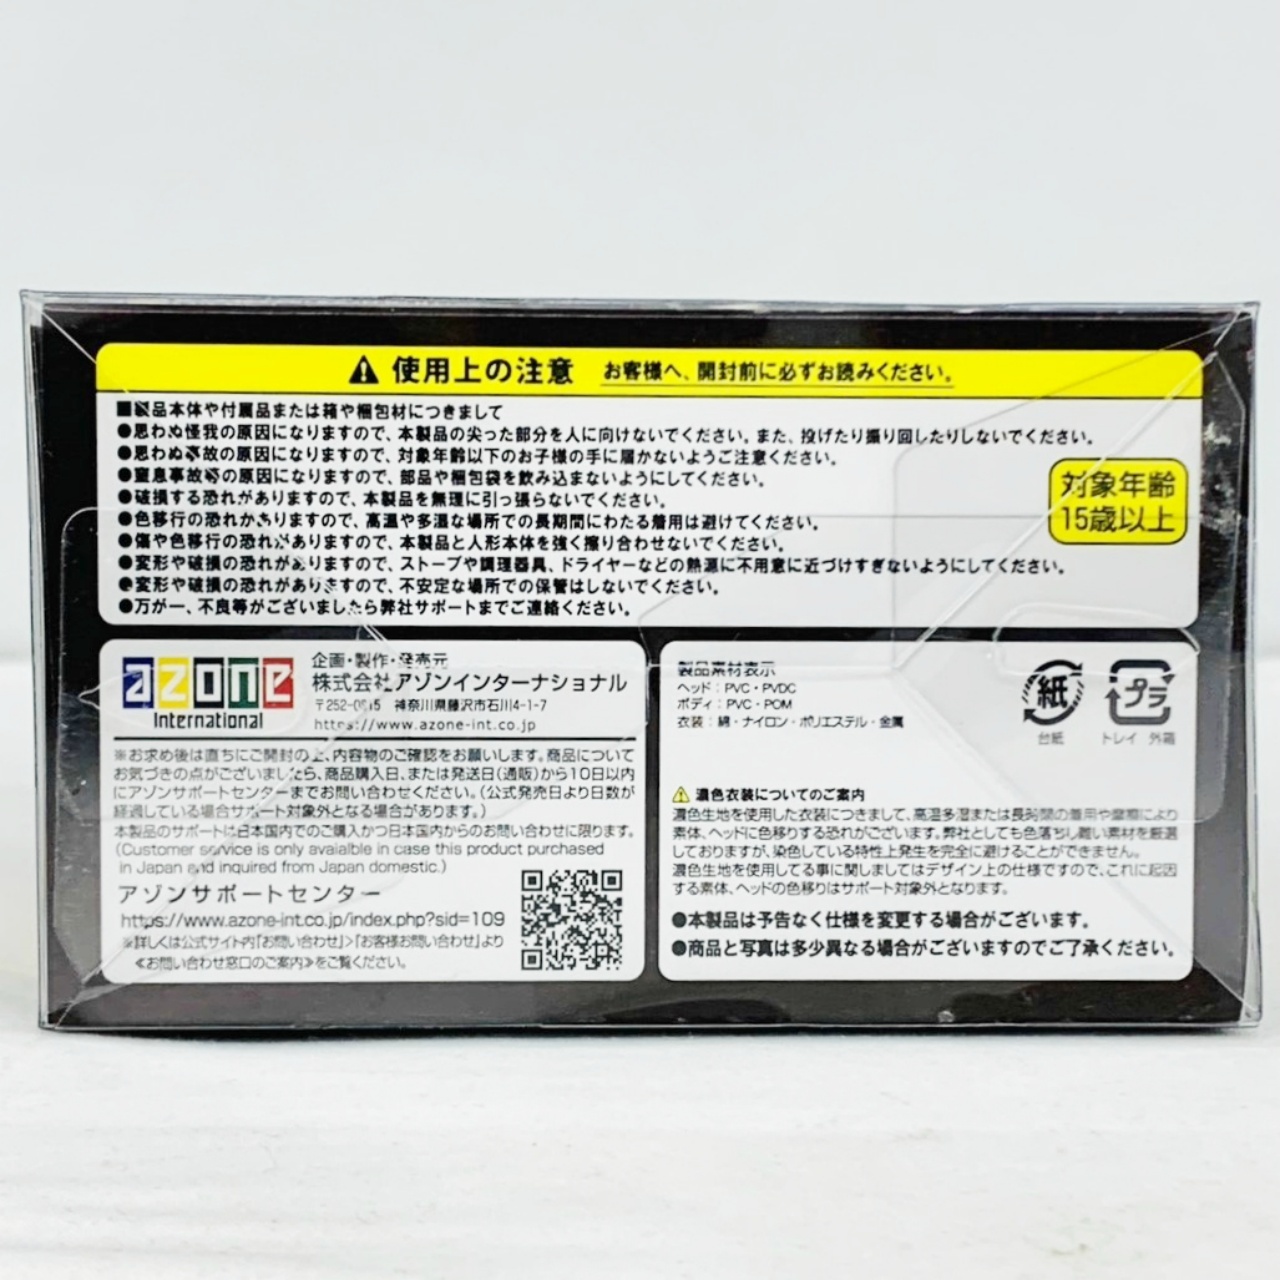 使用上の注意 お客様へ、開封前に必ずお読みください。
■製品本体や付属品または箱や梱包材につきまして
●思わぬ怪我の原因になりますので、本製品の尖った部分を人に向けないでください。また、投げたり振り回したりしないでください。
●思わぬ事故の原因になりますので、対象年齢以下のお子様の手に届かないようご注意ください。
●窒息事故等の原因になりますので、部品や梱包袋を飲み込まないようにしてください。
●破損する恐れがありますので、本製品を無理に引っ張らないでください。
●色移行の恐れがありますので、高温や多湿な場所での長期間にわたる着用は避けてください。
●傷や色移行の恐れがありますので、本製品と人形本体を強く擦り合わせないでください。
●変形や破損の恐れがありますので、ストーブや調理器具、ドライヤーなどの熱源に不用意に近づけすぎないようにしてください。
●変形や破損の恐れがありますので、不安定な場所での保管はしないでください。
●万が一、不良等がございましたら弊社サポートまでご連絡ください。
対象年齢
15歳以上
azone
International
企画・製作・発売元
株式会社アゾンインターナショナル
〒252-0815 神奈川県藤沢市石川4-1-7
https://www.azone-int.co.jp
※お求め後は直ちにご開封の上、内容物のご確認をお願いします。商品について
お気づきの点がございましたら、商品購入日、または発送日(通販)から10日以内
にアゾンサポートセンターまでお問い合わせください。(公式発売日より日数が
経過している場合サポート対象外となる場合があります。)
本製品のサポートは日本国内でのご購入かつ日本国内からのお問い合わせに限ります。
(Customer service is only avaialble in case this product purchased
in Japan and inquired from Japan domestic.)
アゾンサポートセンター
https://www.azone-int.co.jp/index.php?sid=109
※詳しくは公式サイト内「お問い合わせ」>「お客様お問い合わせ」より
≪お問い合わせ窓口のご案内≫をご覧ください。
製品素材表示
ヘッド：PVC・PVDC
ボディ：PVC・POM
衣装：綿・ナイロン・ポリエステル・金属
紙
台紙
プラ
トレイ 外箱
濃色衣装についてのご案内
濃色生地を使用した衣装につきまして、高温多湿または長時間の着用や摩擦により
素体、ヘッドに色移りする恐れがございます。弊社としても色落ちし難い素材を厳選
しておりますが、染色している特性上発生を完全に避けることができません。
濃色生地を使用してる事に関しましてはデザイン上の仕様ですので、これに起因
する素体、ヘッドの色移りはサポート対象外となります。
●本製品は予告なく仕様を変更する場合がございます。
●商品と写真は多少異なる場合がございますのでご了承ください。